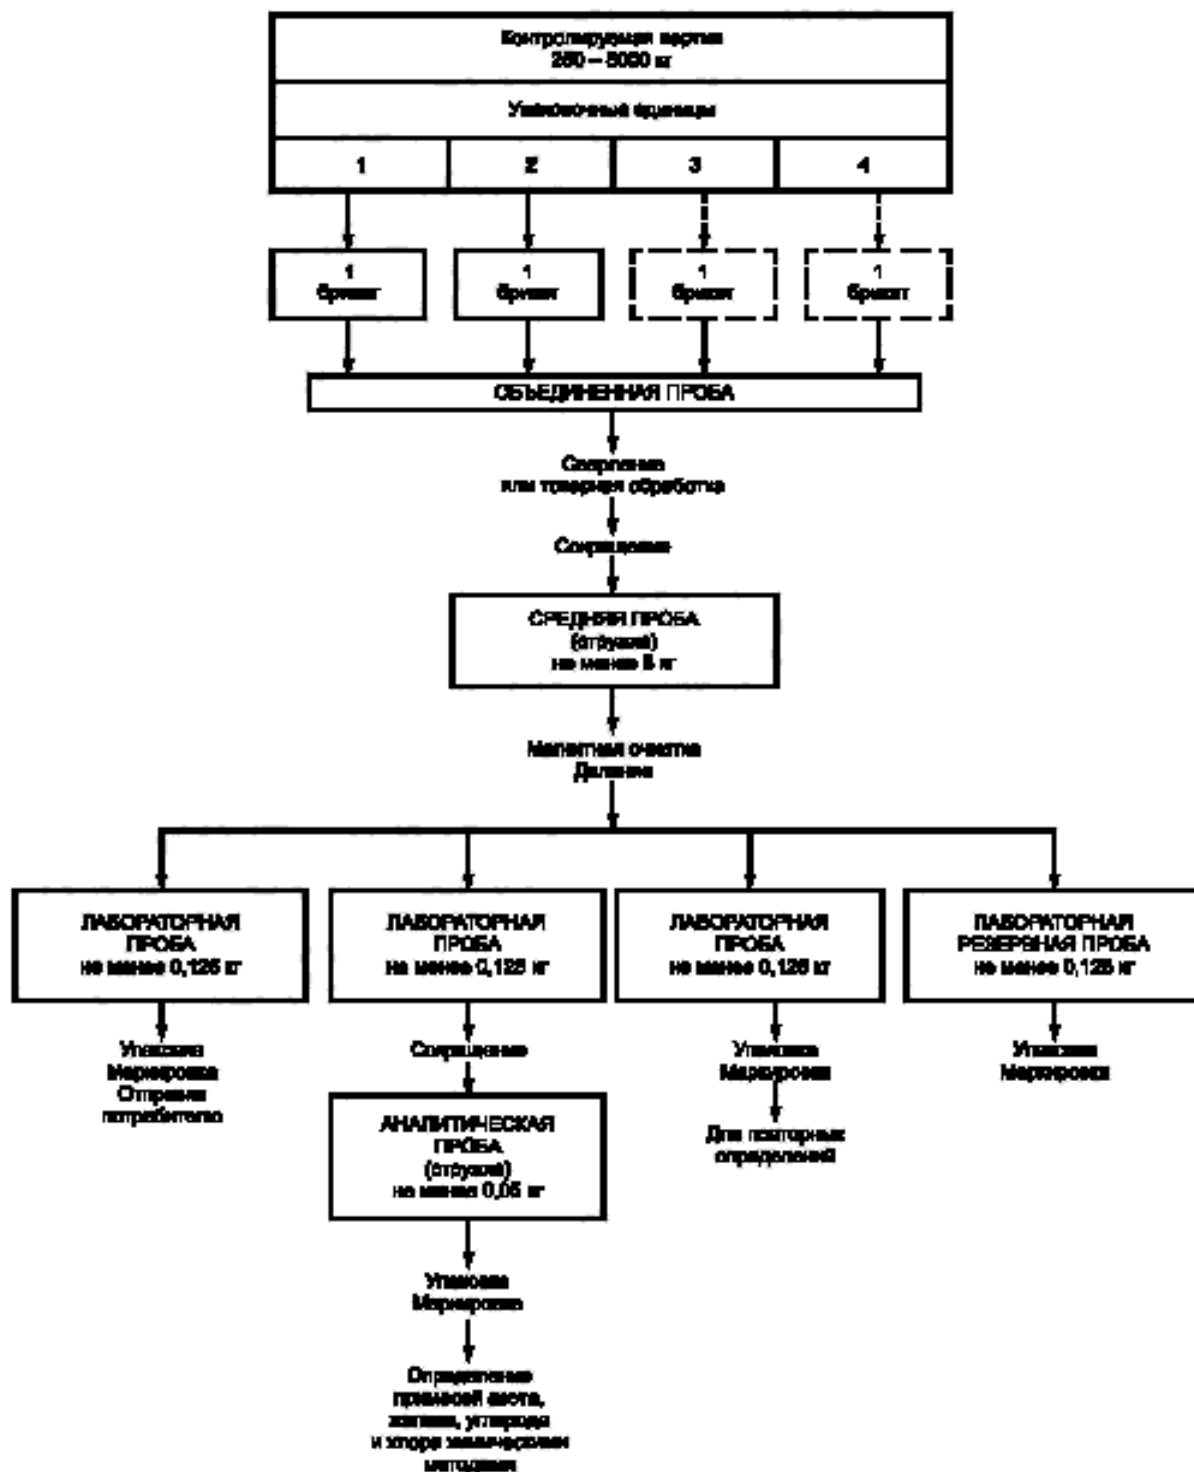 Контролируемая партия
250 – 5000 кг
Упаковочные единицы
1 2 3 4
1 1 1 1
брикет брикет брикет брикет
ОБЪЕДИНЕННАЯ ПРОБА
Сверление
или токарная обработка
Сокращение
СРЕДНЯЯ ПРОБА
(стружка)
не менее 5 кг
Магнитная очистка
Деление
ЛАБОРАТОРНАЯ
ПРОБА
не менее 0,125 кг
ЛАБОРАТОРНАЯ
ПРОБА
не менее 0,125 кг
ЛАБОРАТОРНАЯ
ПРОБА
не менее 0,125 кг
ЛАБОРАТОРНАЯ
РЕЗЕРВНАЯ ПРОБА
не менее 0,125 кг
Упаковка
Маркировка
Отправка
потребителю
Сокращение
АНАЛИТИЧЕСКАЯ
ПРОБА
(стружка)
не менее 0,05 кг
Упаковка
Маркировка
Определение
примесей азота,
железа, углерода
и хлора химическими
методами
Упаковка
Маркировка
Для повторных
определений
Упаковка
Маркировка